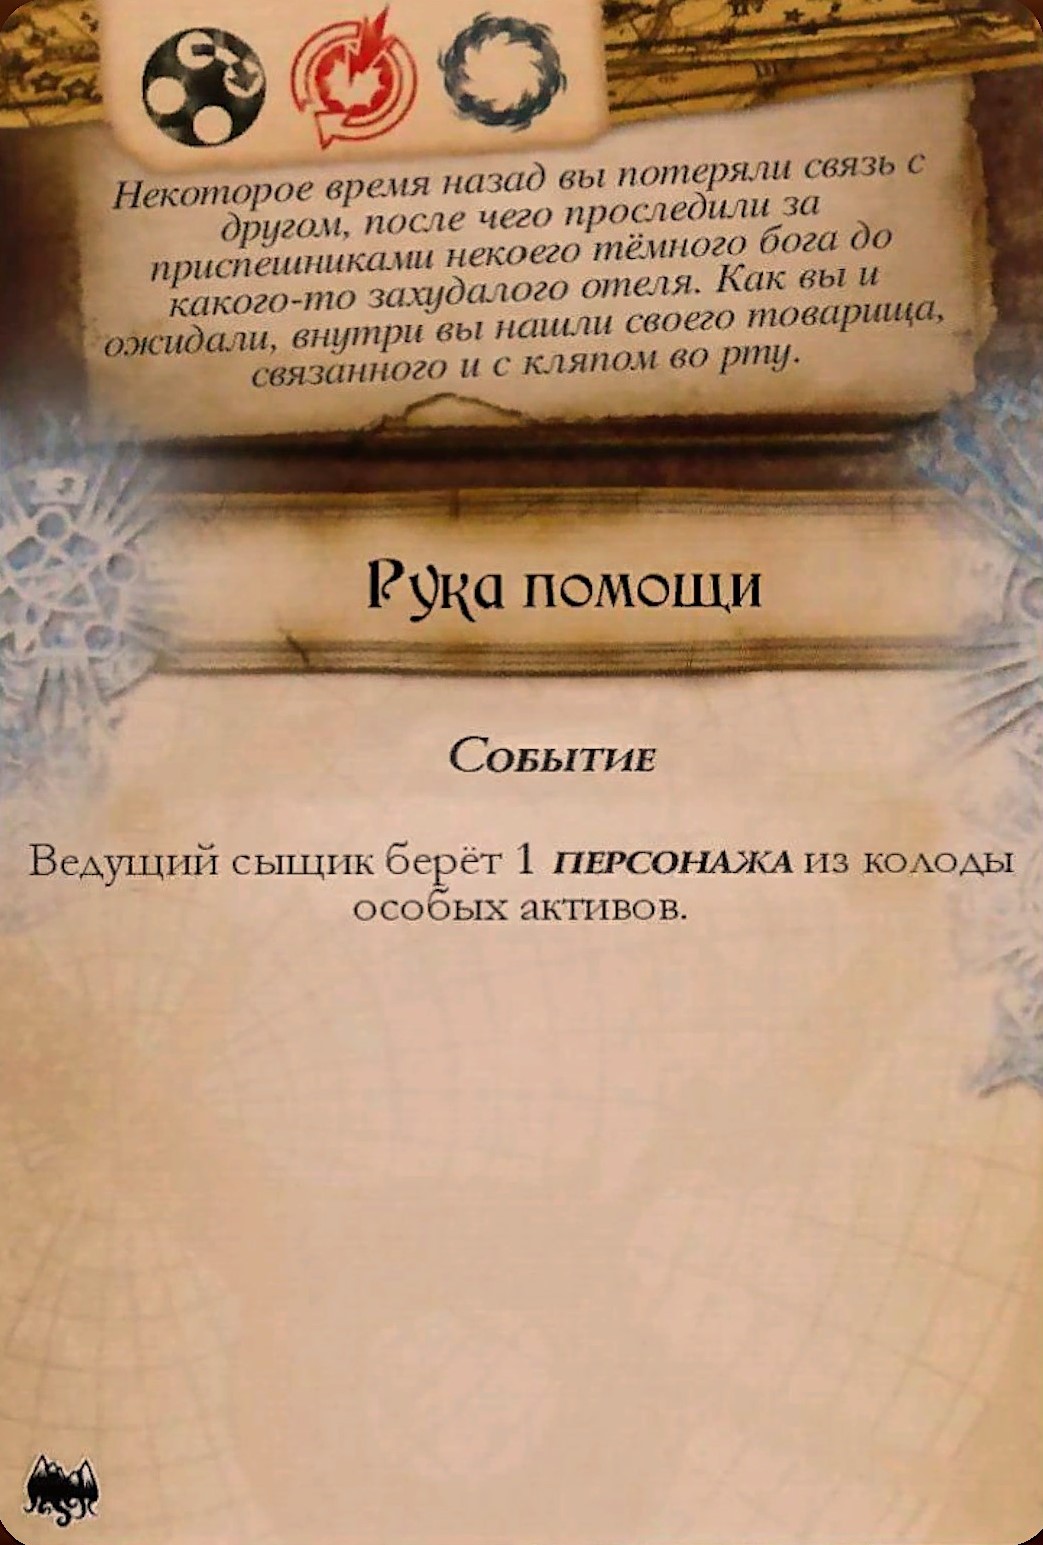 Некоторое время назад вы потеряли связь с
другом, после чего проследили за
приспешниками некоего тёмного бога до
какого-то захудалого отеля. Как вы и
ожидали, внутри вы нашли своего товарища,
связанного и с кляпом во рту.
Рука помощи
Событие
Ведущий сыщик берёт 1 ПЕРСОНАЖА из колоды
особых активов.